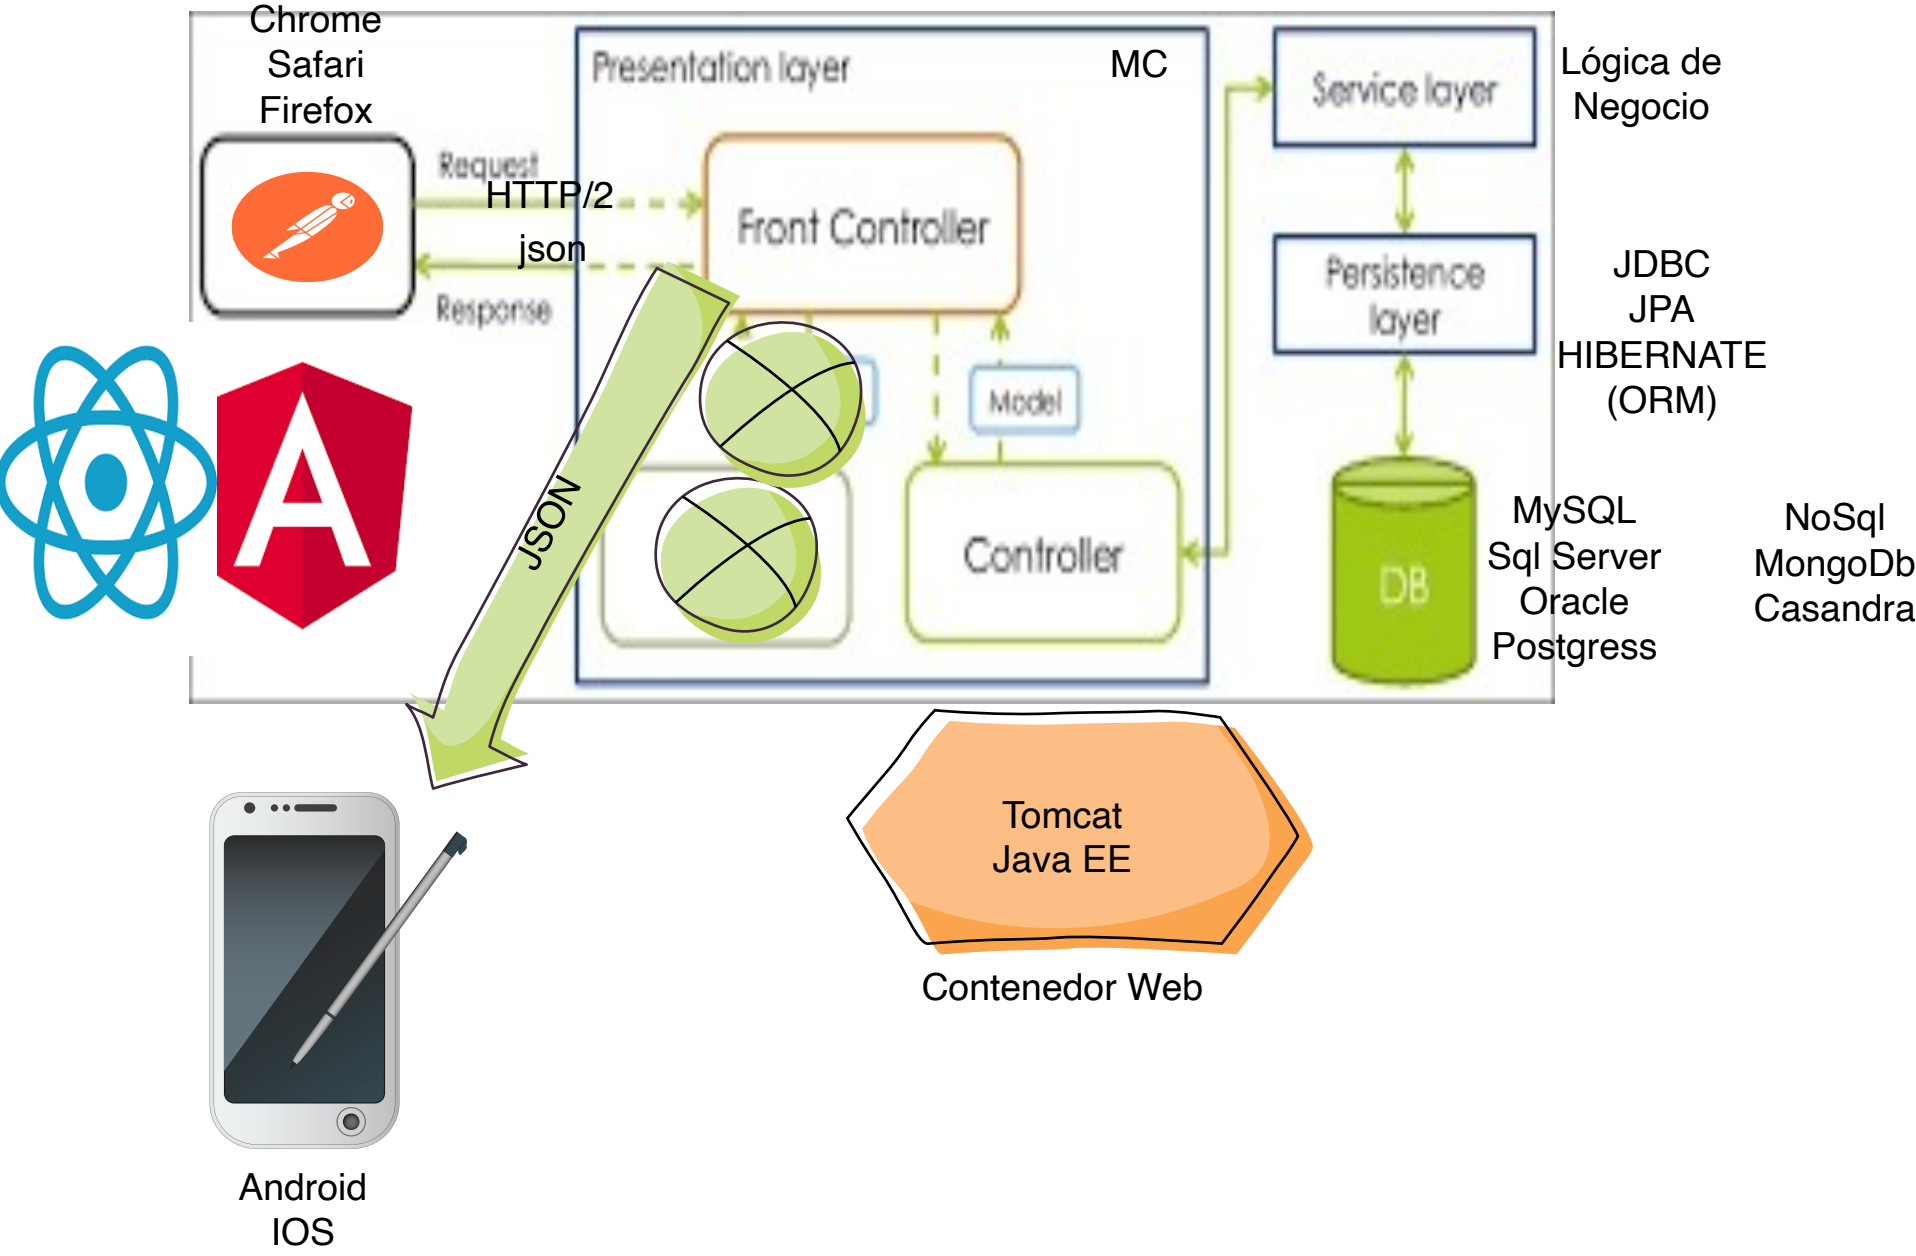 Chrome
Safari
Firefox
Request
HTTP/2
json
Response
Presentation layer
MC
Front Controller
Model
Controller
JSON
Service layer
Lógica de
Negocio
Persistence
layer
JDBC
JPA
HIBERNATE
(ORM)
DB
MySQL
Sql Server
Oracle
Postgress
NoSql
MongoDb
Casandra
A
Tomcat
Java EE
Contenedor Web
Android
IOS